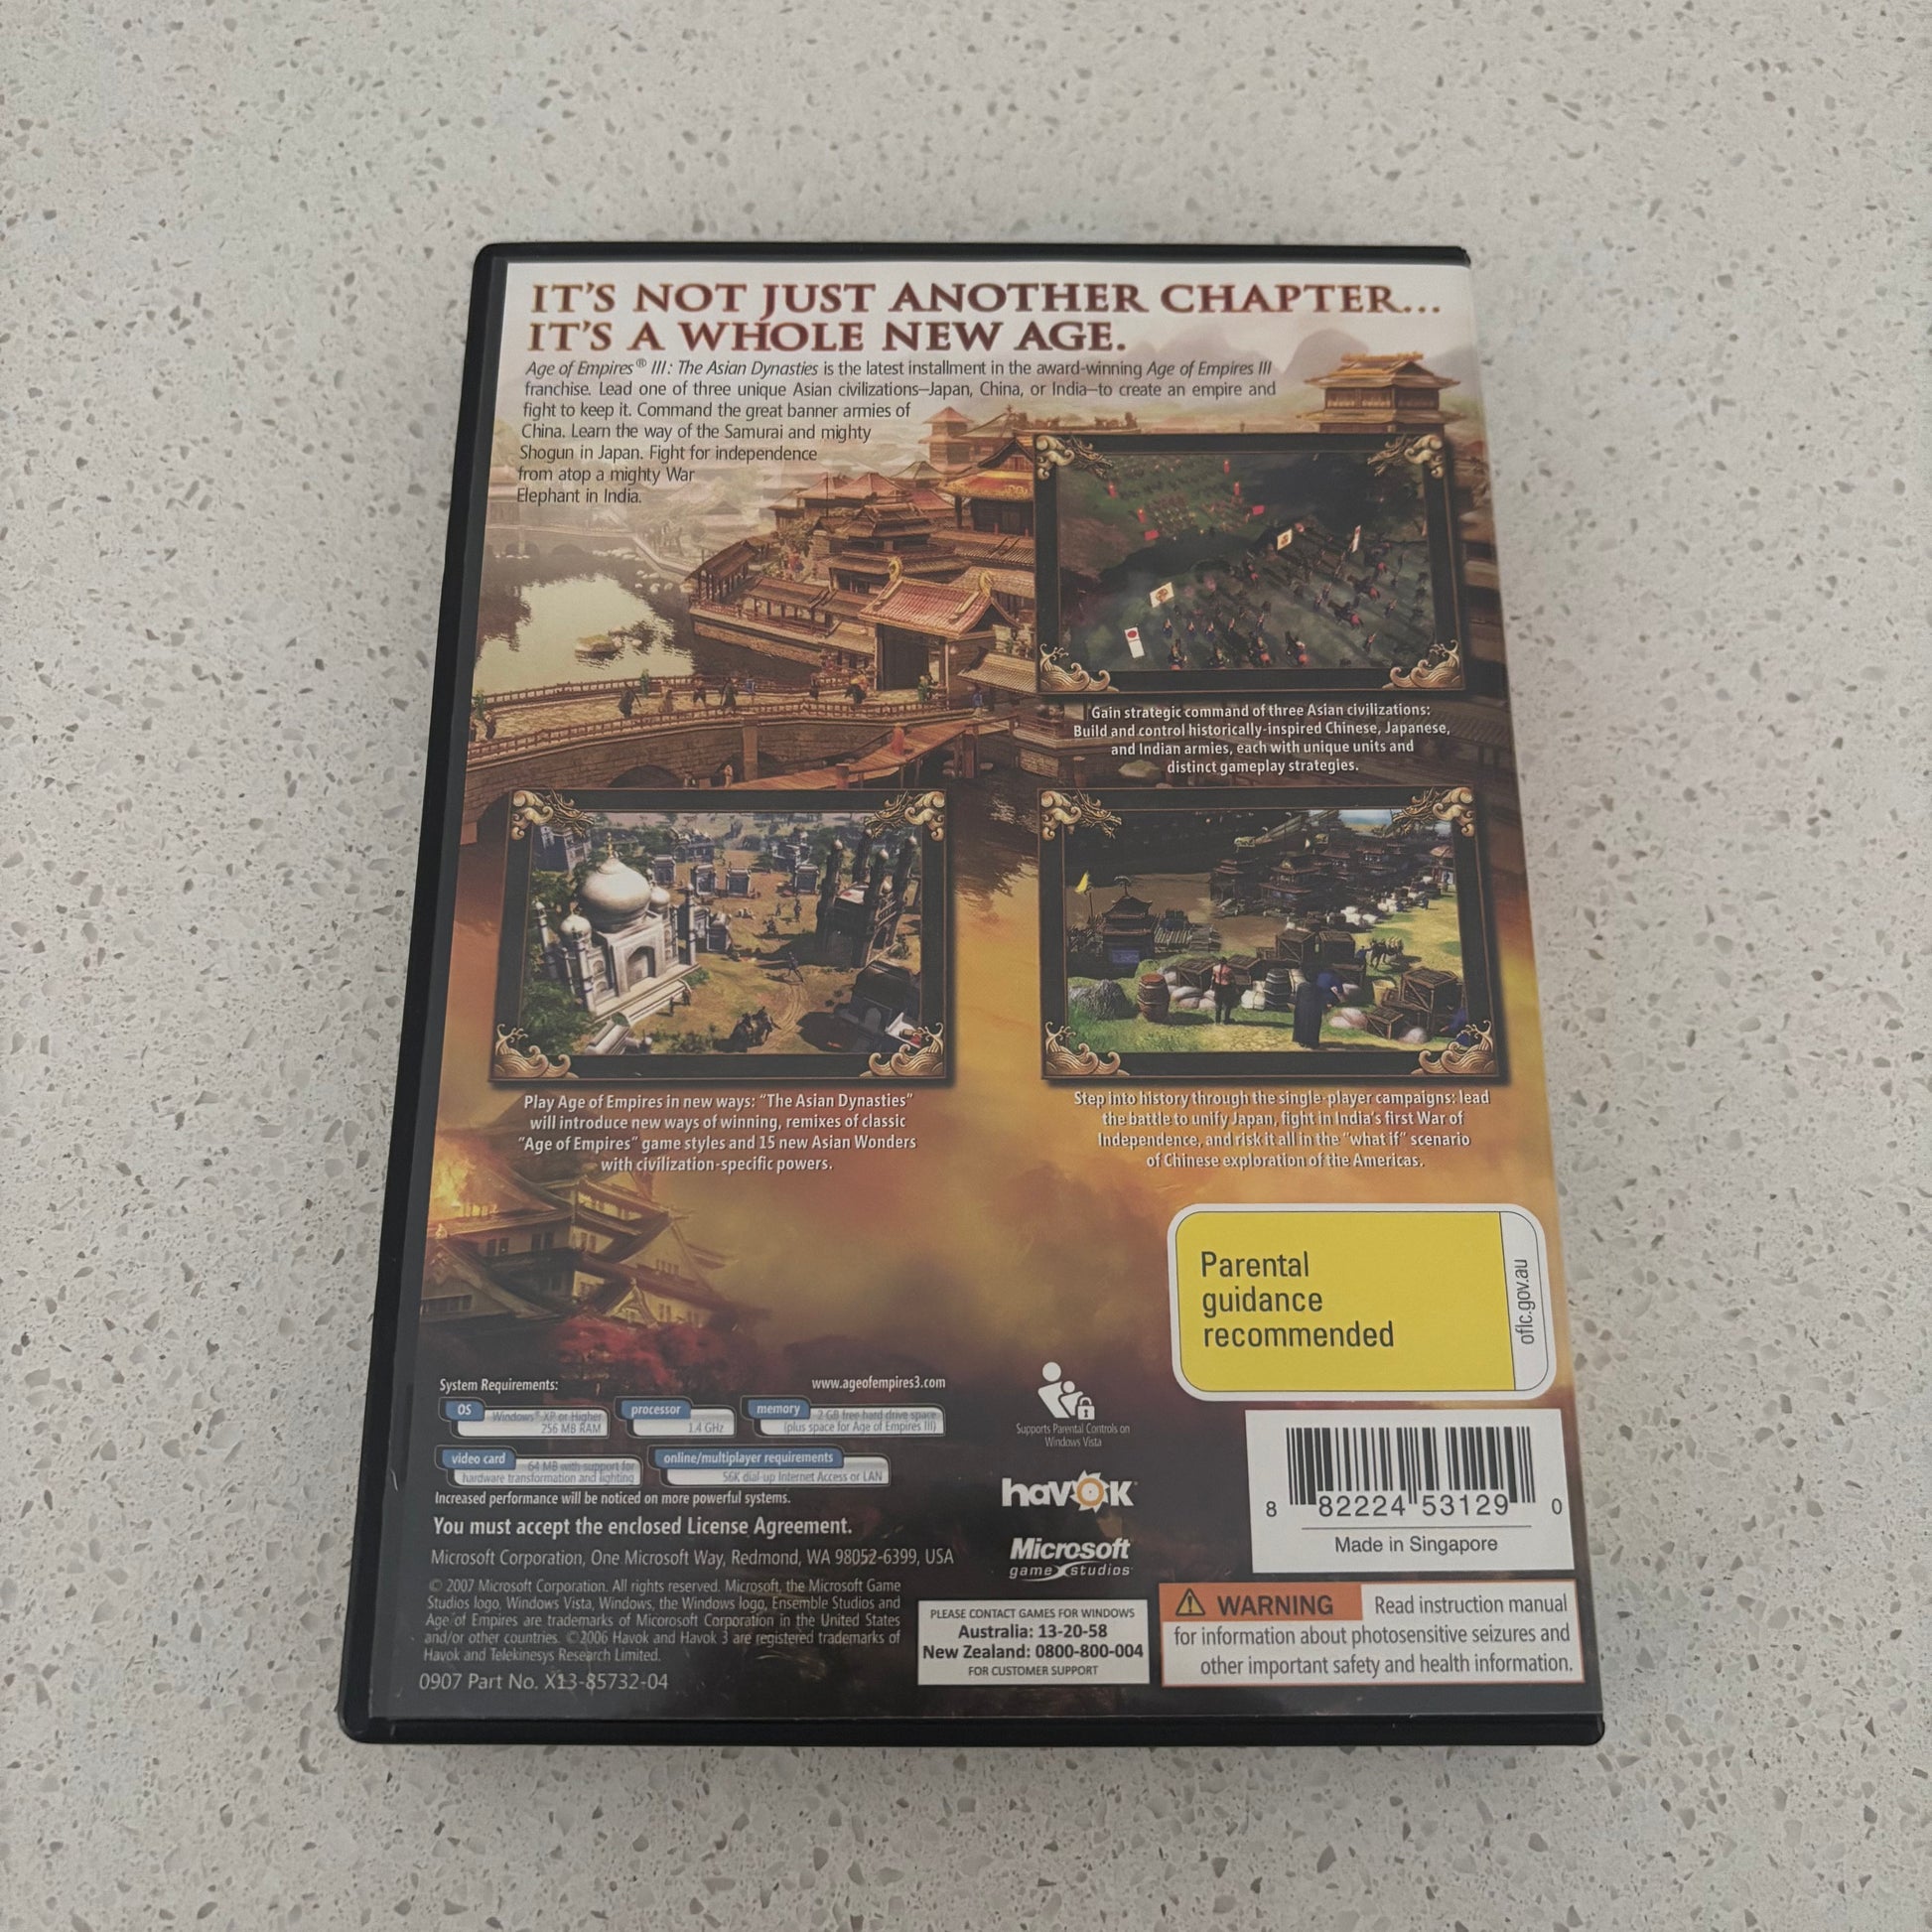 IT'S NOT JUST ANOTHER CHAPTER...
IT'S A WHOLE NEW AGE.
Age of Empires® III: The Asian Dynasties is the latest installment in the award-winning Age of Empires III
franchise. Lead one of three unique Asian civilizations—Japan, China, or India—to create an empire and
fight to keep it. Command the great banner armies of
China. Learn the way of the Samurai and mighty
Shogun in Japan. Fight for independence
from atop a mighty War
Elephant in India.
Gain strategic command of three Asian civilizations:
Build and control historically-inspired Chinese, Japanese,
and Indian armies, each with unique units and
distinct gameplay strategies.
Play Age of Empires in new ways: "The Asian Dynasties"
will introduce new ways of winning, remixes of classic
"Age of Empires" game styles and 15 new Asian Wonders
with civilization-specific powers.
Step into history through the single-player campaigns: lead
the battle to unify Japan, fight in India's first War of
Independence, and risk it all in the "what if" scenario
of Chinese exploration of the Americas.
Parental
guidance
recommended
oflc.gov.au
System Requirements:
www.ageofempires3.com
OS
Windows® XP or Higher
256 MB RAM
processor
1.4 GHz
memory
2 GB free hard drive space
(plus space for Age of Empires III)
video card
64 MB with support for
hardware transformation and lighting
online/multiplayer requirements
56K dial-up Internet Access or LAN
Increased performance will be noticed on more powerful systems.
You must accept the enclosed License Agreement.
Microsoft Corporation, One Microsoft Way, Redmond, WA 98052-6399, USA
© 2007 Microsoft Corporation. All rights reserved. Microsoft, the Microsoft Game
Studios logo, Windows Vista, Windows, the Windows logo, Ensemble Studios and
Age of Empires are trademarks of Micorosoft Corporation in the United States
and/or other countries. ©2006 Havok and Havok 3 are registered trademarks of
Havok and Telekinesys Research Limited.
0907 Part No. X13-85732-04
Supports Parental Controls on
Windows Vista
havok
Microsoft
game studios
PLEASE CONTACT GAMES FOR WINDOWS
Australia: 13-20-58
New Zealand: 0800-800-004
FOR CUSTOMER SUPPORT
8 82224 53129 0
Made in Singapore
WARNING Read instruction manual
for information about photosensitive seizures and
other important safety and health information.